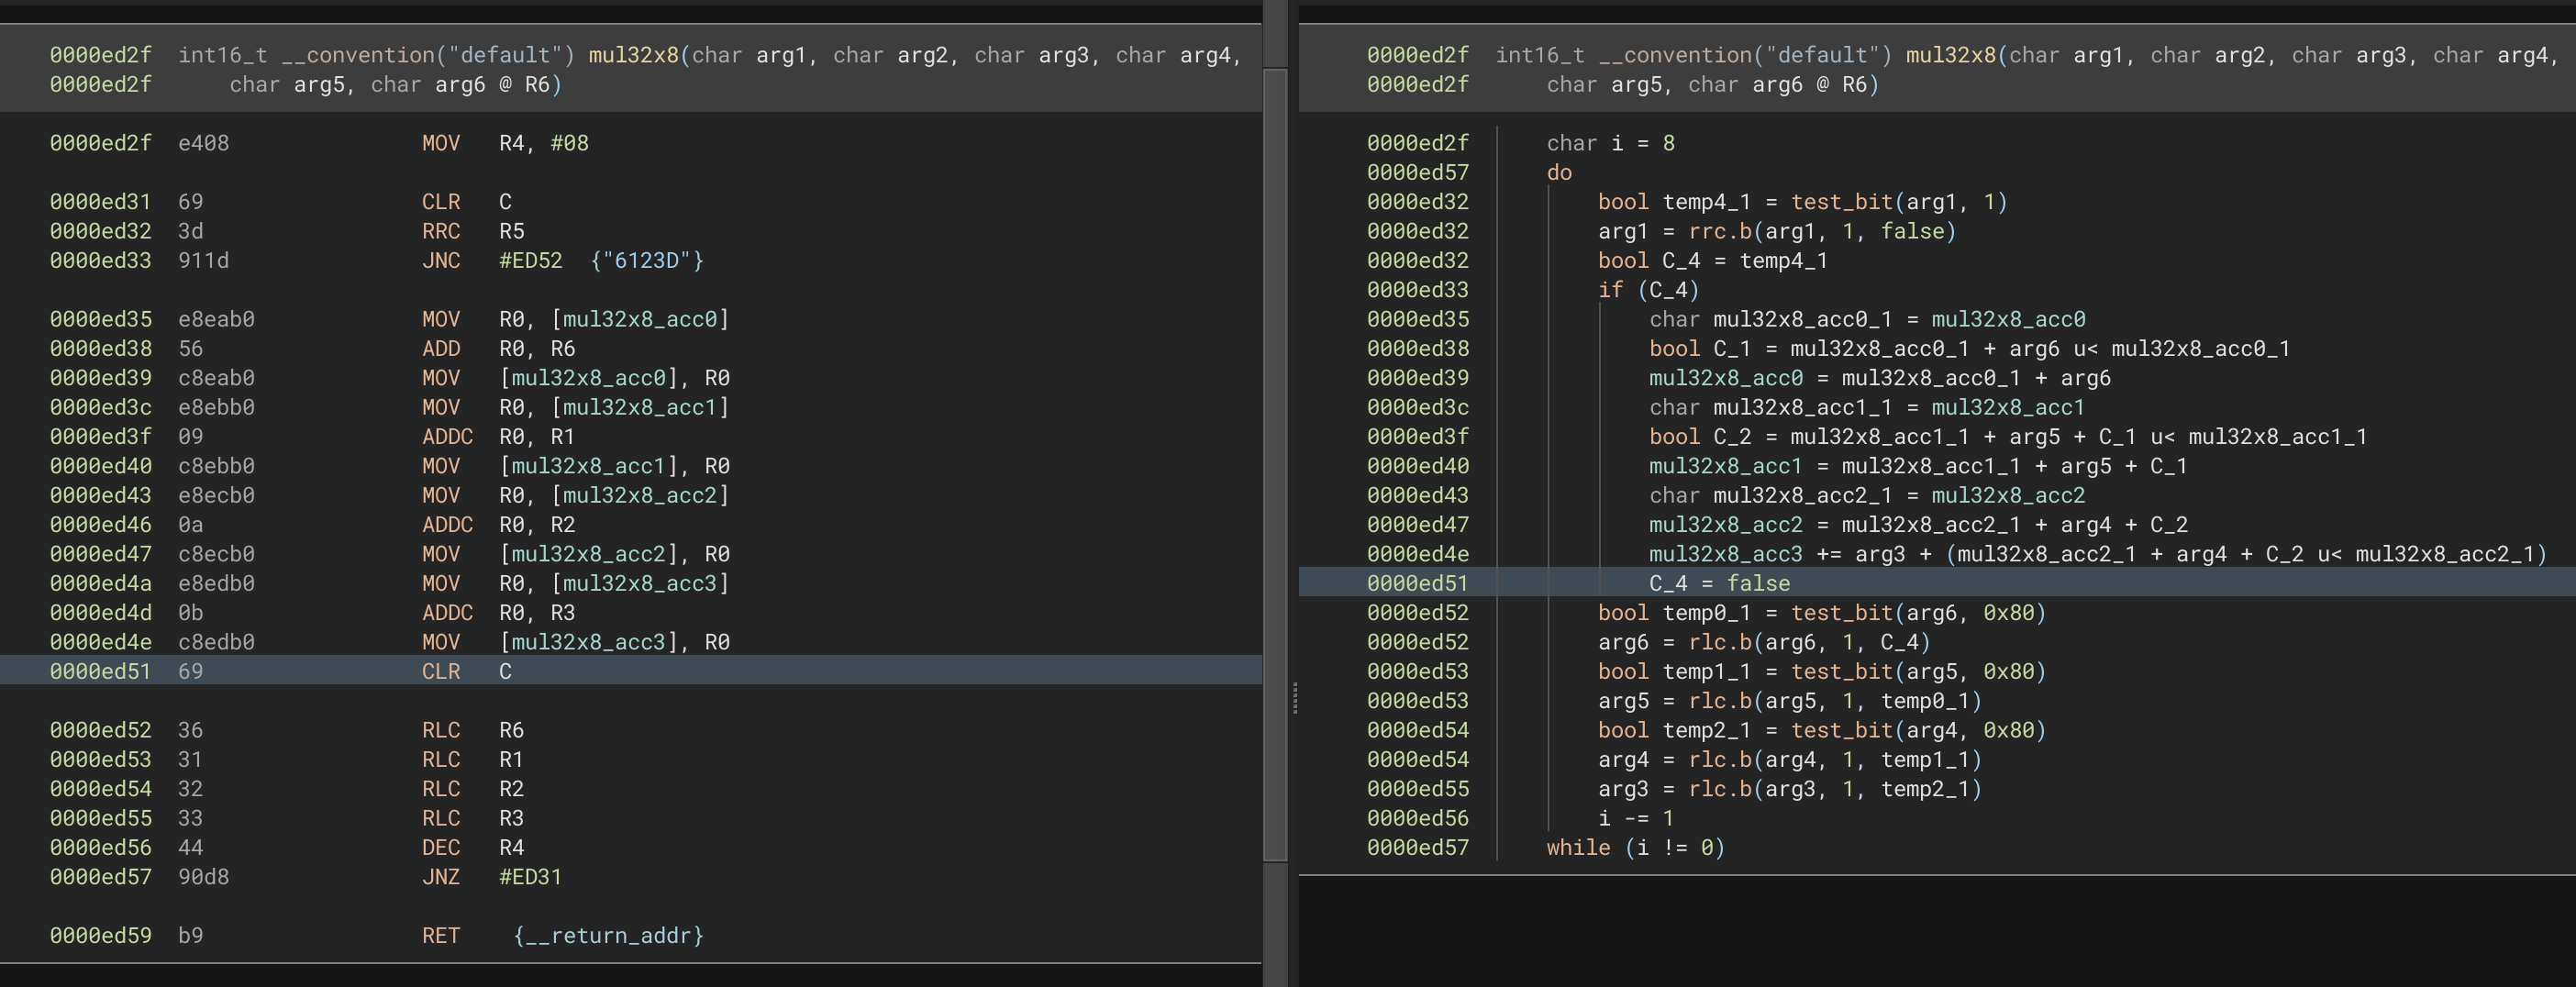 0000ed2f int16_t __convention("default") mul32x8(char arg1, char arg2, char arg3, char arg4,
0000ed2f char arg5, char arg6 @ R6)
0000ed2f e408 MOV R4, #08
0000ed31 69 CLR C
0000ed32 3d RRC R5
0000ed33 911d JNC #ED52 {"6123D"}
0000ed35 e8eab0 MOV R0, [mul32x8_acc0]
0000ed38 56 ADD R0, R6
0000ed39 c8eab0 MOV [mul32x8_acc0], R0
0000ed3c e8ebb0 MOV R0, [mul32x8_acc1]
0000ed3f 09 ADDC R0, R1
0000ed40 c8ebb0 MOV [mul32x8_acc1], R0
0000ed43 e8ecb0 MOV R0, [mul32x8_acc2]
0000ed46 0a ADDC R0, R2
0000ed47 c8ecb0 MOV [mul32x8_acc2], R0
0000ed4a e8edb0 MOV R0, [mul32x8_acc3]
0000ed4d 0b ADDC R0, R3
0000ed4e c8edb0 MOV [mul32x8_acc3], R0
0000ed51 69 CLR C
0000ed52 36 RLC R6
0000ed53 31 RLC R1
0000ed54 32 RLC R2
0000ed55 33 RLC R3
0000ed56 44 DEC R4
0000ed57 90d8 JNZ #ED31
0000ed59 b9 RET {__return_addr}
0000ed2f int16_t __convention("default") mul32x8(char arg1, char arg2, char arg3, char arg4,
0000ed2f char arg5, char arg6 @ R6)
0000ed2f char i = 8
0000ed57 do
0000ed32 bool temp4_1 = test_bit(arg1, 1)
0000ed32 arg1 = rrc.b(arg1, 1, false)
0000ed32 bool C_4 = temp4_1
0000ed33 if (C_4)
0000ed35 char mul32x8_acc0_1 = mul32x8_acc0
0000ed38 bool C_1 = mul32x8_acc0_1 + arg6 u< mul32x8_acc0_1
0000ed39 mul32x8_acc0 = mul32x8_acc0_1 + arg6
0000ed3c char mul32x8_acc1_1 = mul32x8_acc1
0000ed3f bool C_2 = mul32x8_acc1_1 + arg5 + C_1 u< mul32x8_acc1_1
0000ed40 mul32x8_acc1 = mul32x8_acc1_1 + arg5 + C_1
0000ed43 char mul32x8_acc2_1 = mul32x8_acc2
0000ed47 mul32x8_acc2 = mul32x8_acc2_1 + arg4 + C_2
0000ed4e mul32x8_acc3 += arg3 + (mul32x8_acc2_1 + arg4 + C_2 u< mul32x8_acc2_1)
0000ed51 C_4 = false
0000ed52 bool temp0_1 = test_bit(arg6, 0x80)
0000ed52 arg6 = rlc.b(arg6, 1, C_4)
0000ed53 bool temp1_1 = test_bit(arg5, 0x80)
0000ed53 arg5 = rlc.b(arg5, 1, temp0_1)
0000ed54 bool temp2_1 = test_bit(arg4, 0x80)
0000ed54 arg4 = rlc.b(arg4, 1, temp1_1)
0000ed55 arg3 = rlc.b(arg3, 1, temp2_1)
0000ed56 i -= 1
0000ed57 while (i != 0)